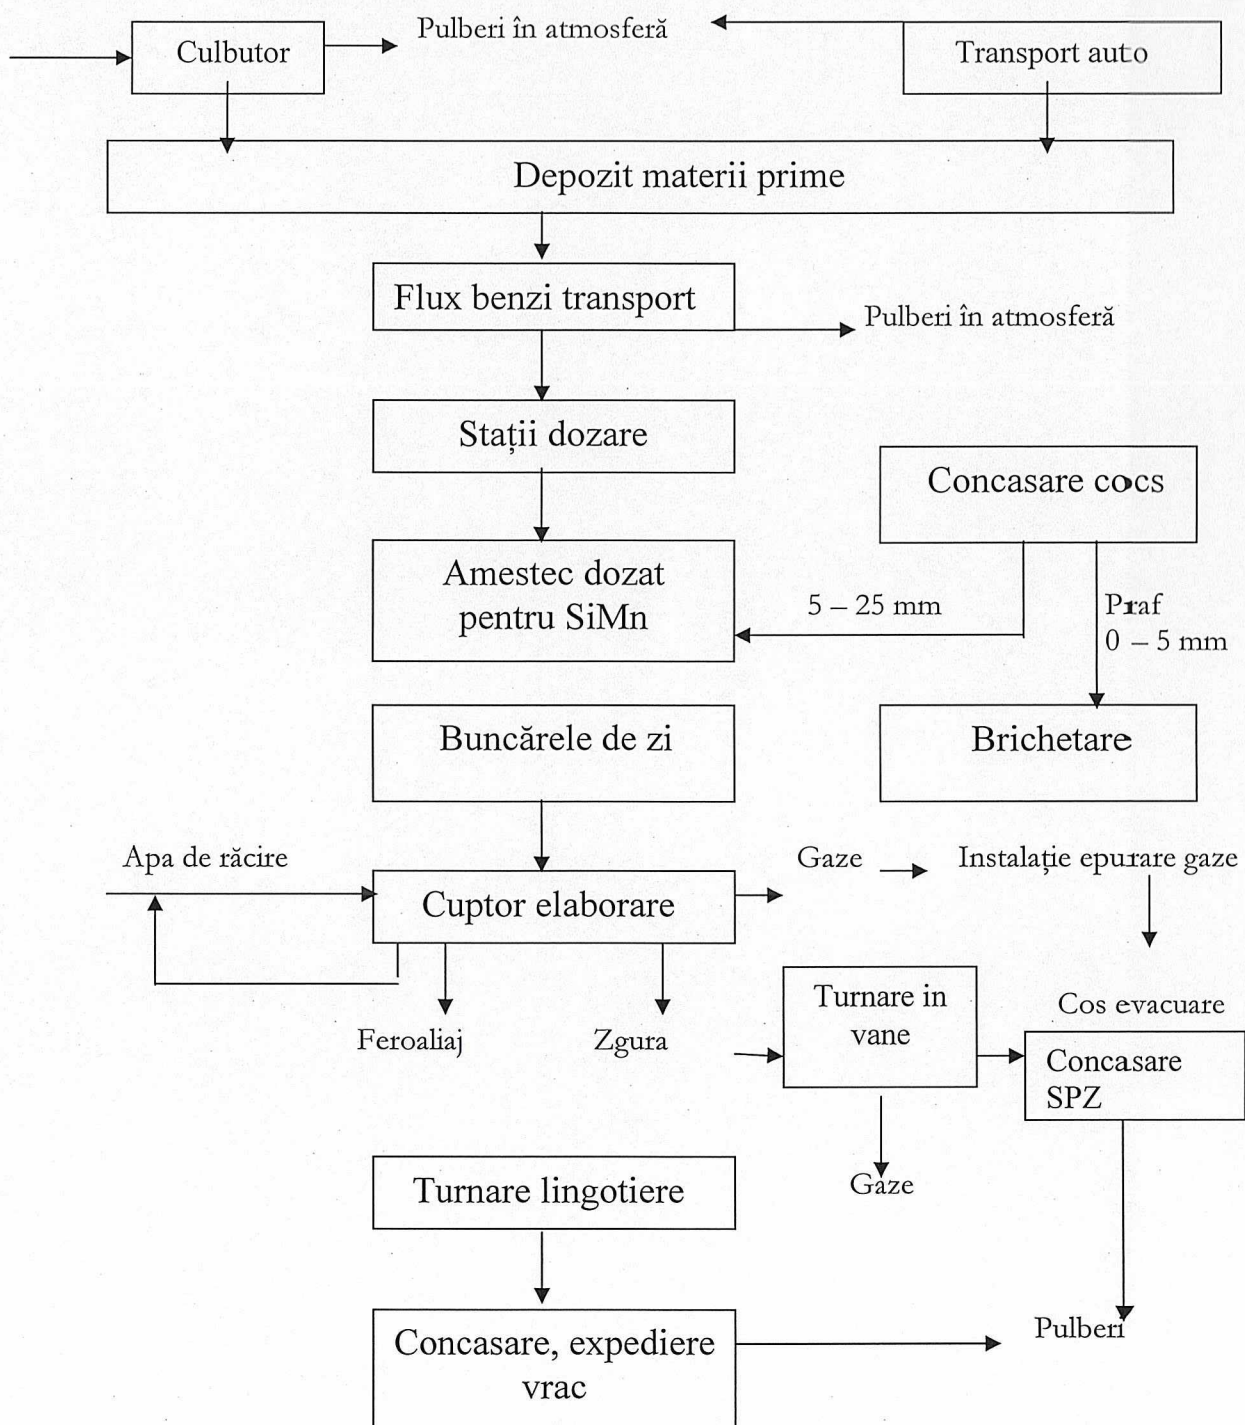 Pulberi în atmosferă
Culbutor
Transport auto
Depozit materii prime
Flux benzi transport
Pulberi în atmosferă
Stații dozare
Concasare cocs
Amestec dozat
pentru SiMn
5 – 25 mm
Praf
0 – 5 mm
Buncărele de zi
Brichetare
Apa de răcire
Gaze
Instalație epurare gaze
Cuptor elaborare
Turnare in
vane
Cos evacuare
Feroaliaj
Zgura
Concasare
SPZ
Turnare lingotiere
Gaze
Pulberi
Concasare, expediere
vrac